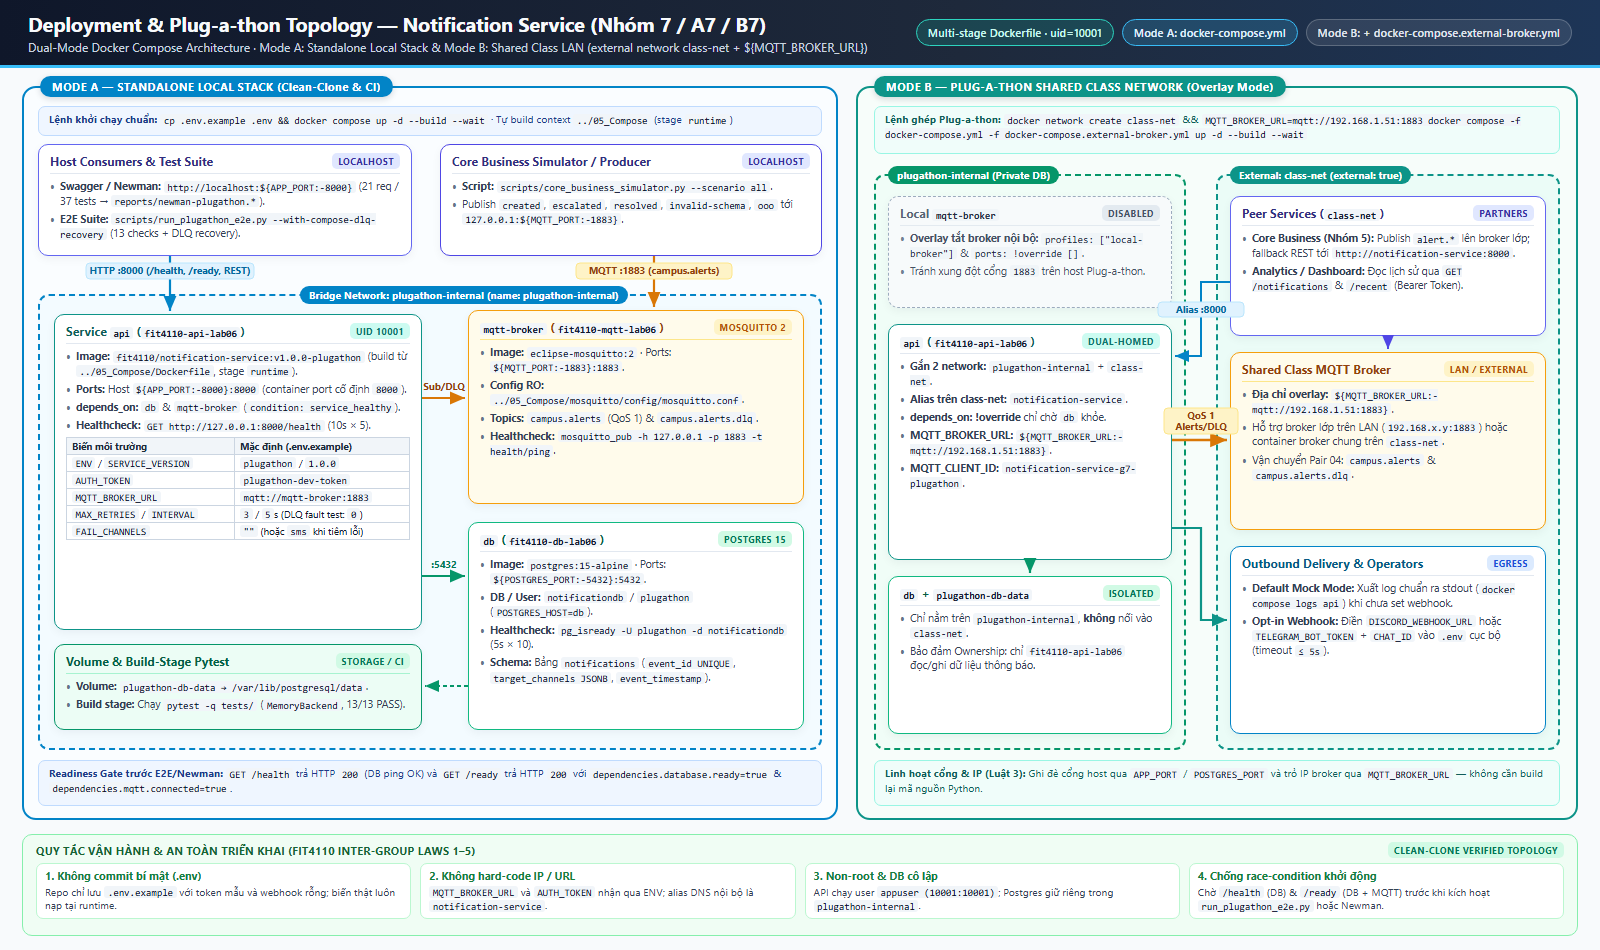 Deployment & Plug-a-thon Topology — Notification Service (Nhóm 7 / A7 / B7)
Dual-Mode Docker Compose Architecture · Mode A: Standalone Local Stack & Mode B: Shared Class LAN (external network class-net + ${MQTT_BROKER_URL})
Multi-stage Dockerfile · uid=10001
Mode A: docker-compose.yml
Mode B: + docker-compose.external-broker.yml
MODE A — STANDALONE LOCAL STACK (Clean-Clone & CI)
Lệnh khởi chạy chuẩn: cp .env.example .env && docker compose up -d --build --wait · Tự build context ../05_Compose (stage runtime)
Host Consumers & Test Suite
LOCALHOST
• Swagger / Newman: http://localhost:${APP_PORT:-8000} (21 req /
37 tests → reports/newman-plugathon.*).
• E2E Suite: scripts/run_plugathon_e2e.py --with-compose-dlq-
recovery (13 checks + DLQ recovery).
Core Business Simulator / Producer
LOCALHOST
• Script: scripts/core_business_simulator.py --scenario all.
• Publish created, escalated, resolved, invalid-schema, ooo tới
127.0.0.1:${MQTT_PORT:-1883}.
HTTP :8000 (/health, /ready, REST)
MQTT :1883 (campus.alerts)
Bridge Network: plugathon-internal (name: plugathon-internal)
Service api (fit4110-api-lab06)
UID 10001
• Image: fit4110/notification-service:v1.0.0-plugathon (build từ
../05_Compose/Dockerfile, stage runtime).
• Ports: Host ${APP_PORT:-8000}:8000 (container port cố định 8000).
• depends_on: db & mqtt-broker (condition: service_healthy).
• Healthcheck: GET http://127.0.0.1:8000/health (10s × 5).
Biến môi trường
Mặc định (.env.example)
ENV / SERVICE_VERSION
plugathon / 1.0.0
AUTH_TOKEN
plugathon-dev-token
MQTT_BROKER_URL
mqtt://mqtt-broker:1883
MAX_RETRIES / INTERVAL
3 / 5 s (DLQ fault test: 0)
FAIL_CHANNELS
"" (hoặc sms khi tiêm lỗi)
Sub/DLQ
:5432
mqtt-broker (fit4110-mqtt-lab06)
MOSQUITTO 2
• Image: eclipse-mosquitto:2 · Ports:
${MQTT_PORT:-1883}:1883.
• Config RO:
../05_Compose/mosquitto/config/mosquitto.conf.
• Topics: campus.alerts (QoS 1) & campus.alerts.dlq.
• Healthcheck: mosquitto_pub -h 127.0.0.1 -p 1883 -t
health/ping.
db (fit4110-db-lab06)
POSTGRES 15
• Image: postgres:15-alpine · Ports:
${POSTGRES_PORT:-5432}:5432.
• DB / User: notificationdb / plugathon
(POSTGRES_HOST=db).
• Healthcheck: pg_isready -U plugathon -d notificationdb
(5s × 10).
• Schema: Bảng notifications (event_id UNIQUE,
target_channels JSONB, event_timestamp).
Volume & Build-Stage Pytest
STORAGE / CI
• Volume: plugathon-db-data → /var/lib/postgresql/data.
• Build stage: Chạy pytest -q tests/ (MemoryBackend, 13/13 PASS).
Readiness Gate trước E2E/Newman: GET /health trả HTTP 200 (DB ping OK) và GET /ready trả HTTP 200 với dependencies.database.ready=true &
dependencies.mqtt.connected=true.
MODE B — PLUG-A-THON SHARED CLASS NETWORK (Overlay Mode)
Lệnh ghép Plug-a-thon: docker network create class-net && MQTT_BROKER_URL=mqtt://192.168.1.51:1883 docker compose -f
docker-compose.yml -f docker-compose.external-broker.yml up -d --build --wait
plugathon-internal (Private DB)
Local mqtt-broker
DISABLED
• Overlay tắt broker nội bộ: profiles: ["local-
broker"] & ports: !override [].
• Tránh xung đột cổng 1883 trên host Plug-a-thon.
api (fit4110-api-lab06)
DUAL-HOMED
• Gắn 2 network: plugathon-internal + class-
net.
• Alias trên class-net: notification-service.
• depends_on: !override chỉ chờ db khỏe.
• MQTT_BROKER_URL: ${MQTT_BROKER_URL:-
mqtt://192.168.1.51:1883}.
• MQTT_CLIENT_ID: notification-service-g7-
plugathon.
db + plugathon-db-data
ISOLATED
• Chỉ nằm trên plugathon-internal, không nối vào
class-net.
• Bảo đảm Ownership: chỉ fit4110-api-lab06
đọc/ghi dữ liệu thông báo.
Alias :8000
QoS 1
Alerts/DLQ
External: class-net (external: true)
Peer Services (class-net)
PARTNERS
• Core Business (Nhóm 5): Publish alert.* lên broker lớp;
fallback REST tới http://notification-service:8000.
• Analytics / Dashboard: Đọc lịch sử qua GET
/notifications & /recent (Bearer Token).
Shared Class MQTT Broker
LAN / EXTERNAL
• Địa chỉ overlay: ${MQTT_BROKER_URL:-
mqtt://192.168.1.51:1883}.
• Hỗ trợ broker lớp trên LAN (192.168.x.y:1883) hoặc
container broker chung trên class-net.
• Vận chuyển Pair 04: campus.alerts &
campus.alerts.dlq.
Outbound Delivery & Operators
EGRESS
• Default Mock Mode: Xuất log chuẩn ra stdout (docker
compose logs api) khi chưa set webhook.
• Opt-in Webhook: Điền DISCORD_WEBHOOK_URL hoặc
TELEGRAM_BOT_TOKEN + CHAT_ID vào .env cục bộ
(timeout ≤ 5s).
Linh hoạt cổng & IP (Luật 3): Ghi đè cổng host qua APP_PORT / POSTGRES_PORT và trỏ IP broker qua MQTT_BROKER_URL — không cần build
lại mã nguồn Python.
QUY TẮC VẬN HÀNH & AN TOÀN TRIỂN KHAI (FIT4110 INTER-GROUP LAWS 1–5)
CLEAN-CLONE VERIFIED TOPOLOGY
1. Không commit bí mật (.env)
Repo chỉ lưu .env.example với token mẫu và webhook rỗng; biến thật luôn
nạp tại runtime.
2. Không hard-code IP / URL
MQTT_BROKER_URL và AUTH_TOKEN nhận qua ENV; alias DNS nội bộ là
notification-service.
3. Non-root & DB cô lập
API chạy user appuser (10001:10001); Postgres giữ riêng trong
plugathon-internal.
4. Chống race-condition khởi động
Chờ /health (DB) & /ready (DB + MQTT) trước khi kích hoạt
run_plugathon_e2e.py hoặc Newman.